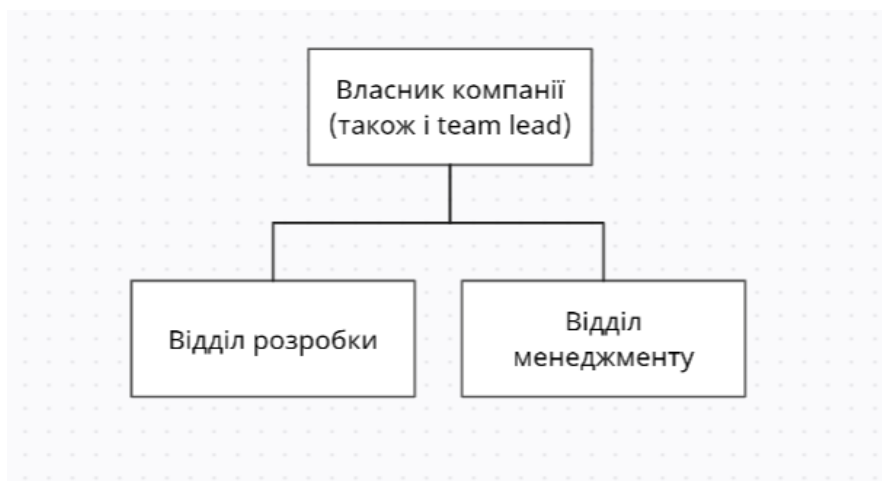 Власник компанії
(також і team lead)
Відділ розробки
Відділ
менеджменту